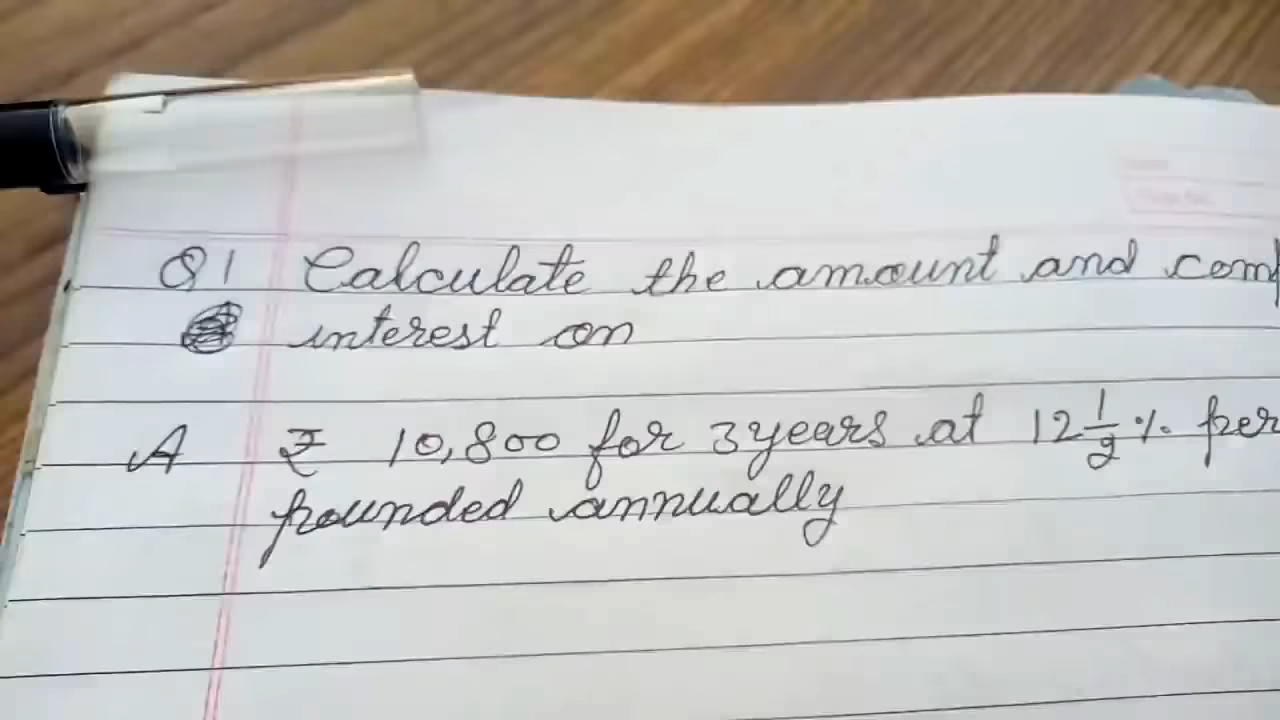 Q1 Calculate the amount and comp
interest on
A ₹ 10,800 for 3 years at 12 1/2 % per
pounded annually